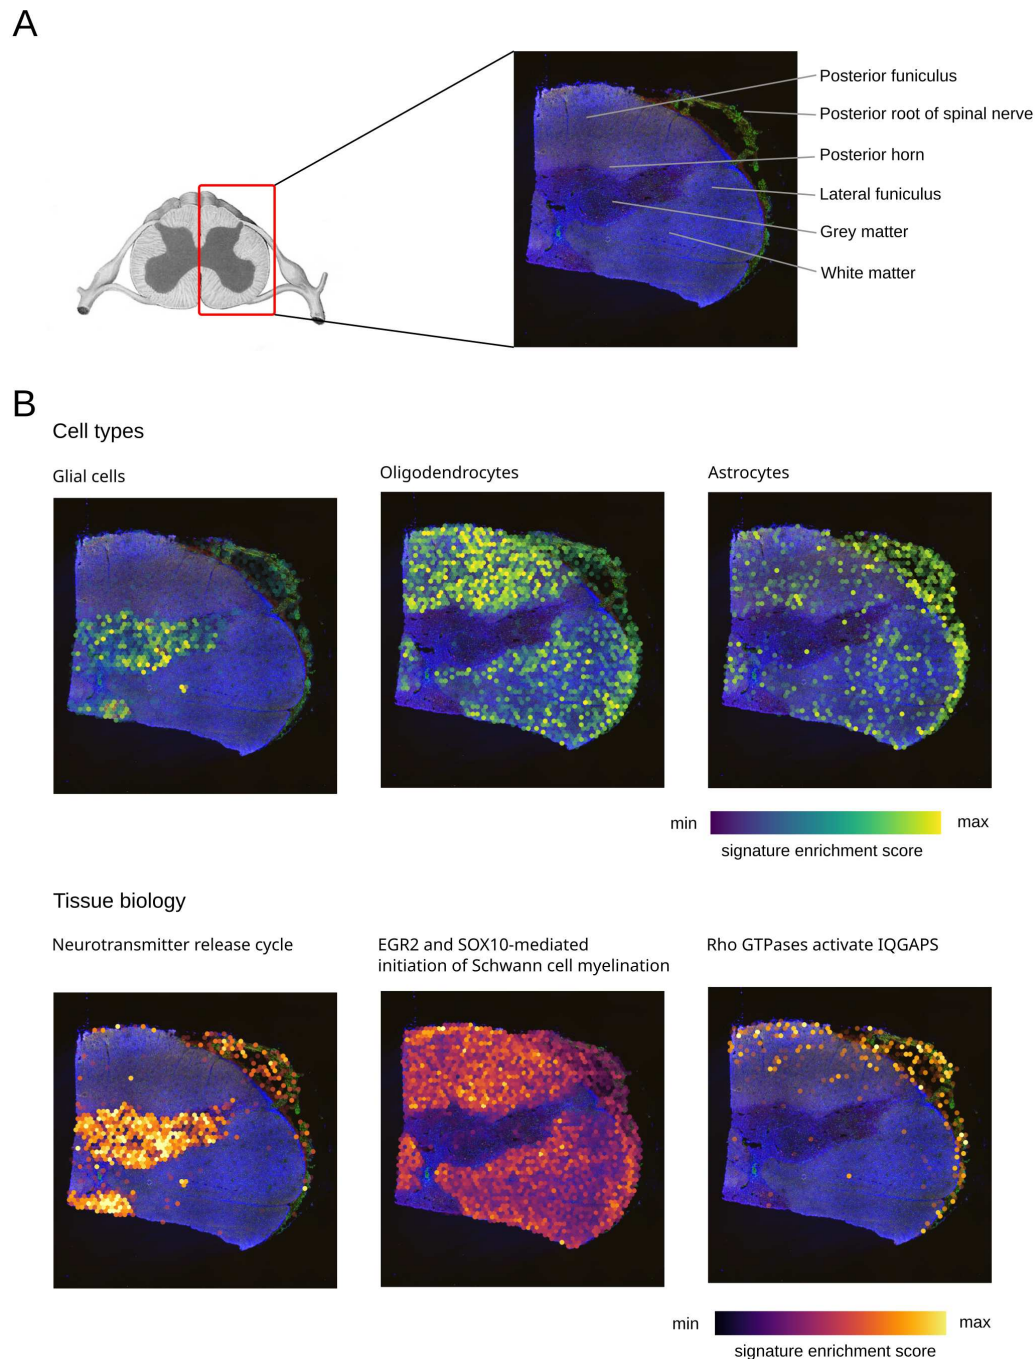 A
Posterior funiculus
Posterior root of spinal nerve
Posterior horn
Lateral funiculus
Grey matter
White matter
B
Cell types
Glial cells
Oligodendrocytes
Astrocytes
min
max
signature enrichment score
Tissue biology
Neurotransmitter release cycle
EGR2 and SOX10-mediated
initiation of Schwann cell myelination
Rho GTPases activate IQGAPS
min
max
signature enrichment score